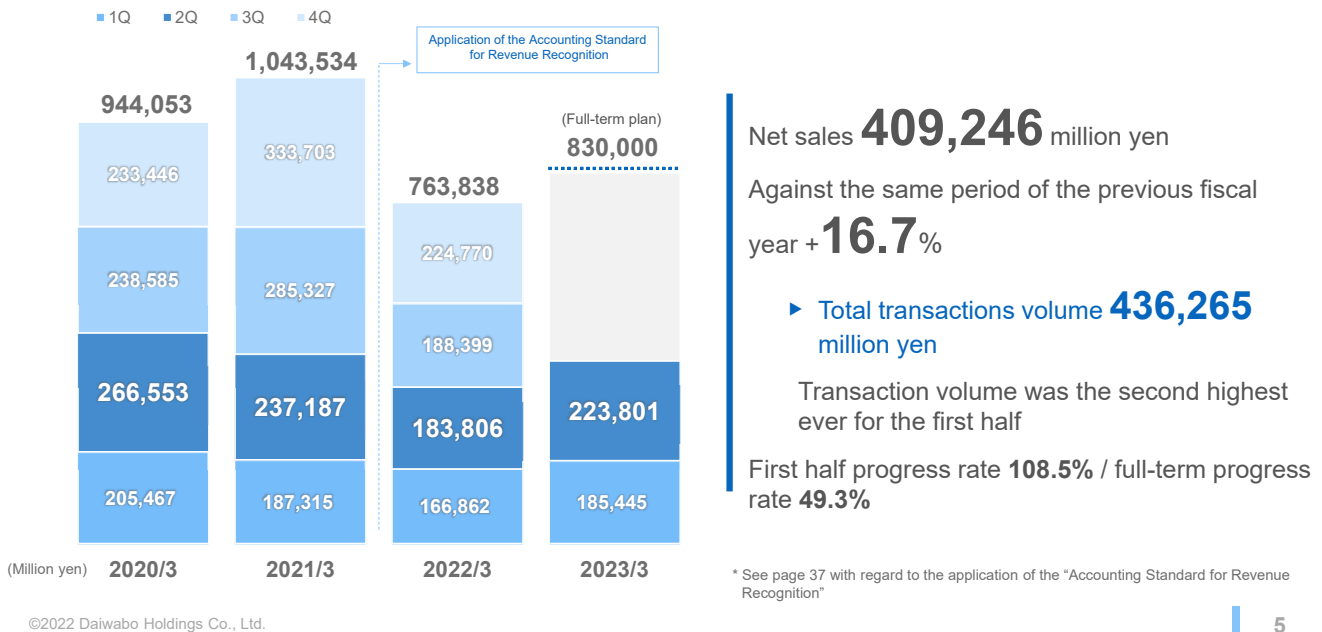 1Q 2Q 3Q 4Q
Application of the Accounting Standard
for Revenue Recognition
944,053
1,043,534
763,838
(Full-term plan)
830,000
233,446
333,703
224,770
238,585
285,327
188,399
266,553
237,187
183,806
223,801
205,467
187,315
166,862
185,445
(Million yen) 2020/3 2021/3 2022/3 2023/3
Net sales 409,246 million yen
Against the same period of the previous fiscal
year +16.7%
Total transactions volume 436,265
million yen
Transaction volume was the second highest
ever for the first half
First half progress rate 108.5% / full-term progress
rate 49.3%
* See page 37 with regard to the application of the “Accounting Standard for Revenue
Recognition”
©2022 Daiwabo Holdings Co., Ltd.
5